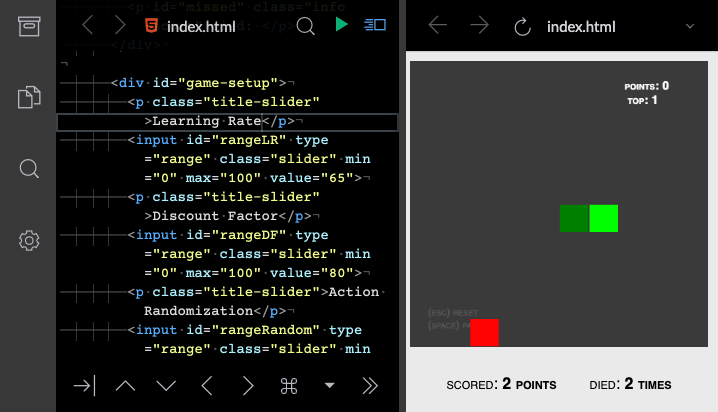 <p id="missed" class="info
index.html
</div>
<div id="game-setup">
<p class="title-slider"
>Learning Rate</p>
<input id="rangeLR" type
="range" class="slider" min
="0" max="100" value="65">
<p class="title-slider"
>Discount Factor</p>
<input id="rangeDF" type
="range" class="slider" min
="0" max="100" value="80">
<p class="title-slider">Action
Randomization</p>
<input id="rangeRandom" type
="range" class="slider" min
index.html
POINTS: 0
TOP: 1
(ESC) RESET
(SPACE)
SCORED: 2 POINTS
DIED: 2 TIMES